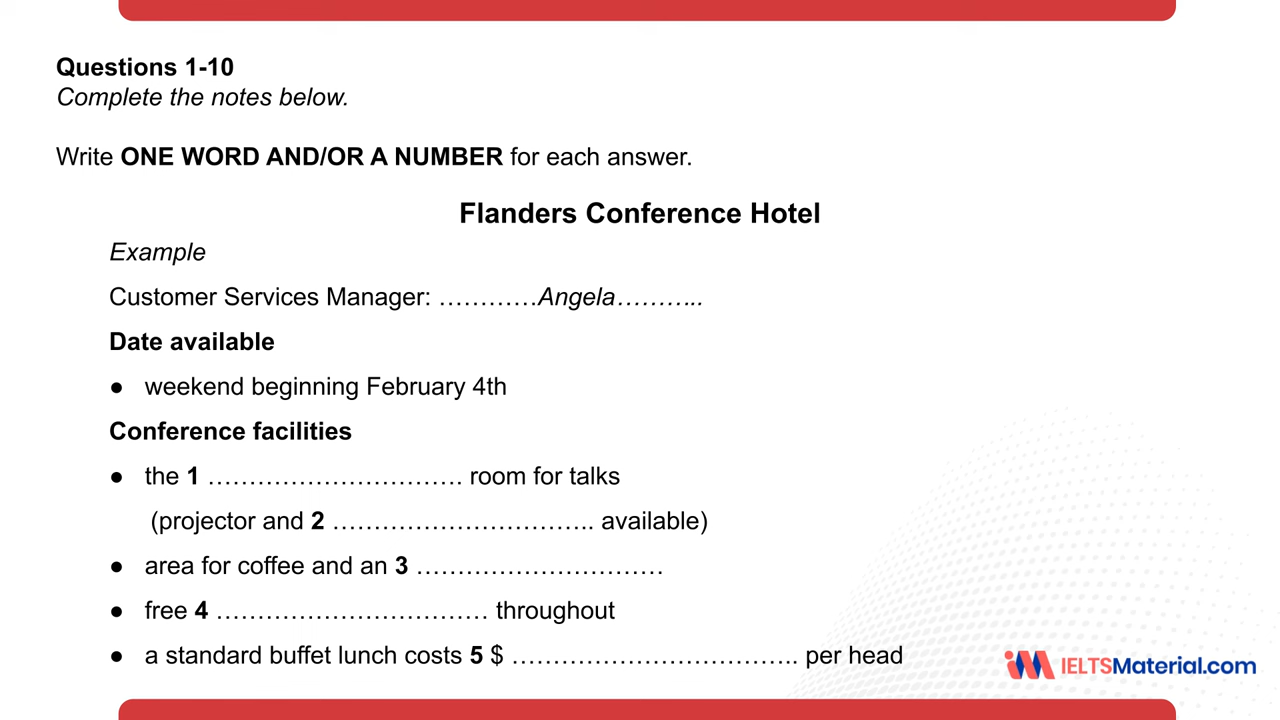 Questions 1-10
Complete the notes below.
Write ONE WORD AND/OR A NUMBER for each answer.
Flanders Conference Hotel
Example
Customer Services Manager: …………Angela………..
Date available
● weekend beginning February 4th
Conference facilities
● the 1 …………………………. room for talks
(projector and 2 ………………………….. available)
● area for coffee and an 3 …………………………
● free 4 …………………………… throughout
● a standard buffet lunch costs 5 $ …………………………….. per head
IELTSMaterial.com